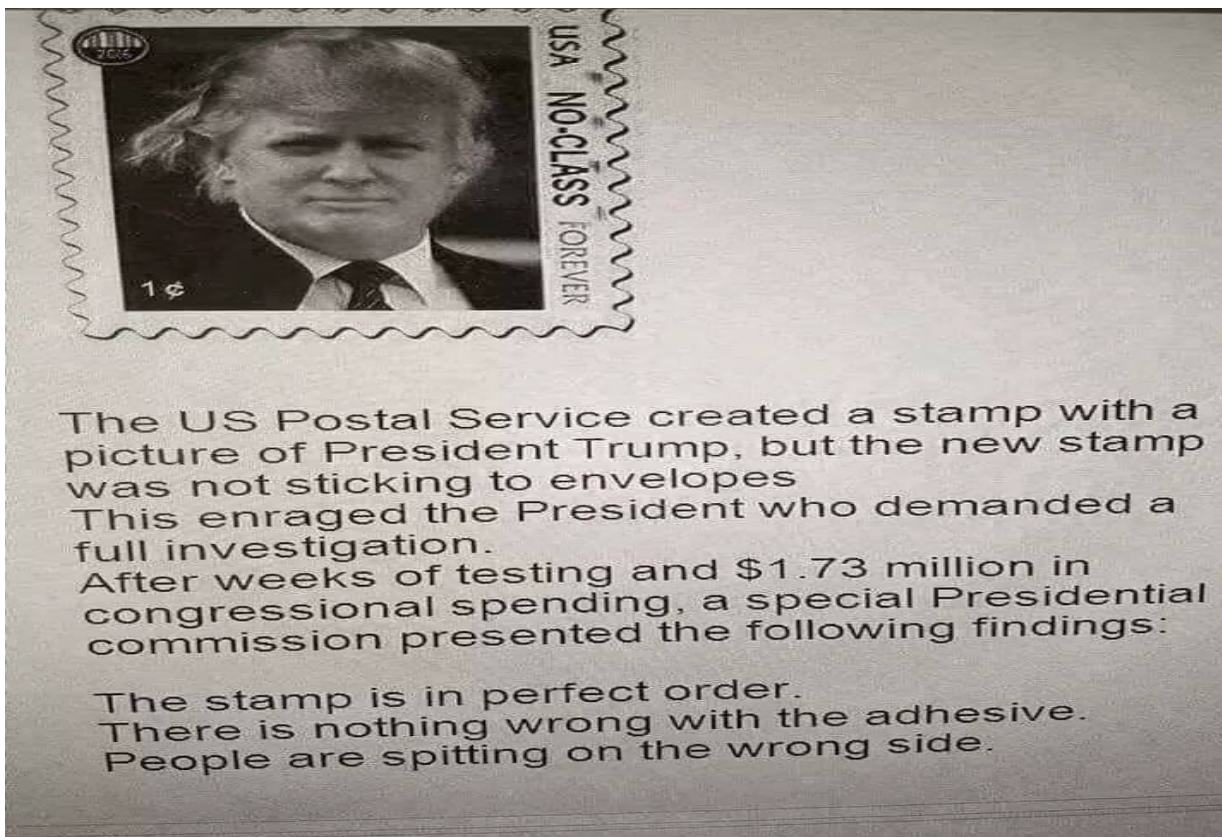 2016
USA NO-CLASS FOREVER
1¢
The US Postal Service created a stamp with a
picture of President Trump, but the new stamp
was not sticking to envelopes
This enraged the President who demanded a
full investigation.
After weeks of testing and $1.73 million in
congressional spending, a special Presidential
commission presented the following findings:
The stamp is in perfect order.
There is nothing wrong with the adhesive.
People are spitting on the wrong side.